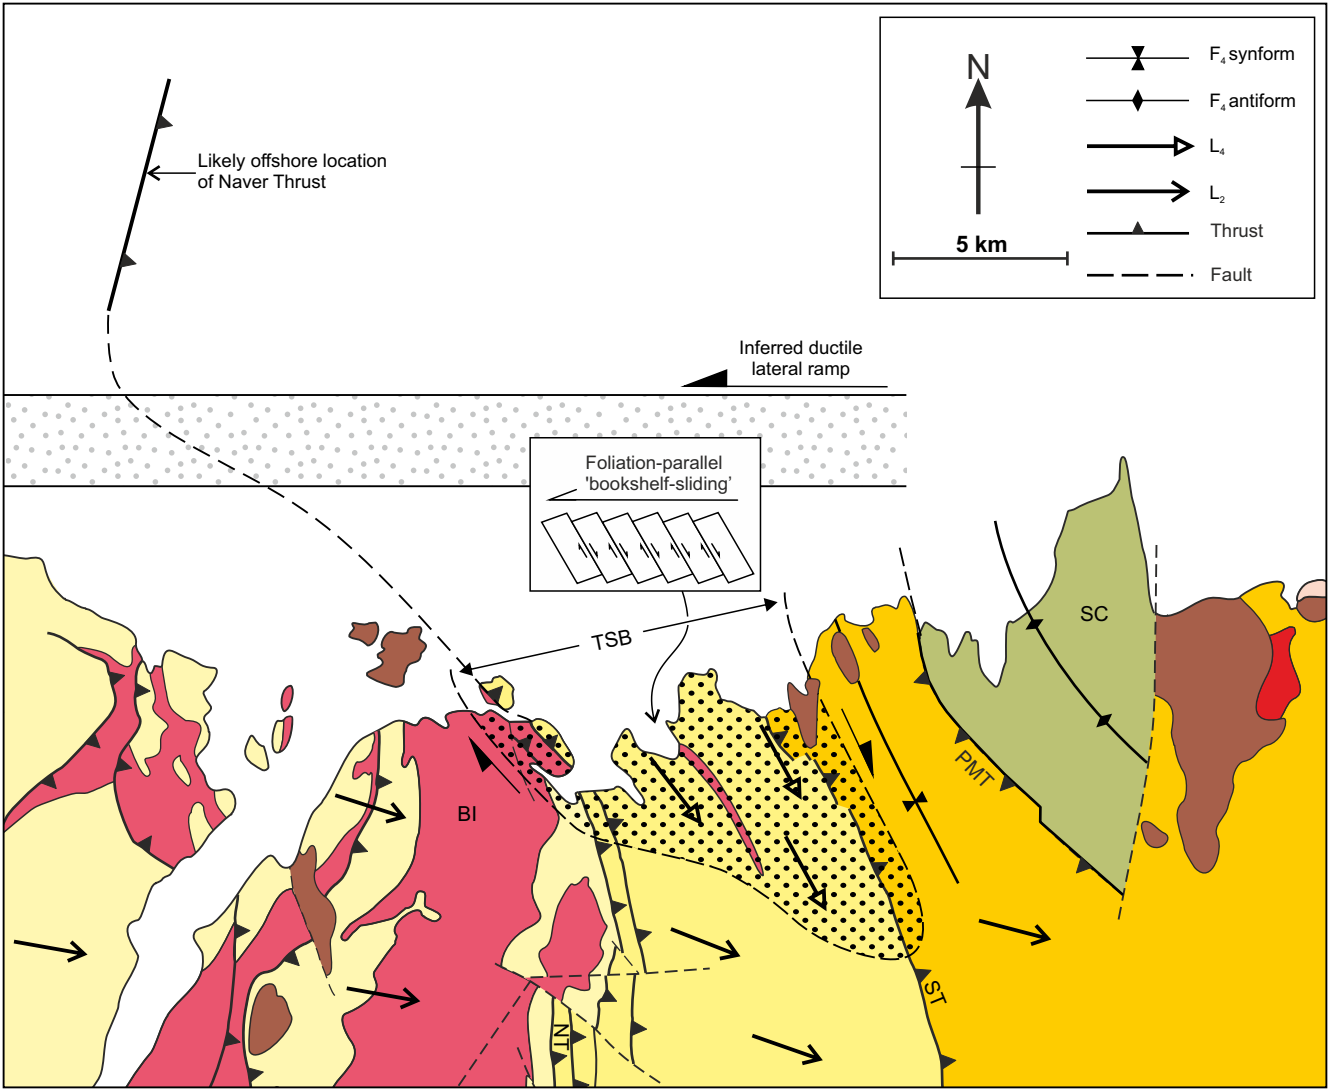 N
5 km
F4 synform
F4 antiform
L4
L2
Thrust
Fault
Likely offshore location
of Naver Thrust
Inferred ductile
lateral ramp
Foliation-parallel
'bookshelf-sliding'
TSB
SC
PMT
BI
ST
NT